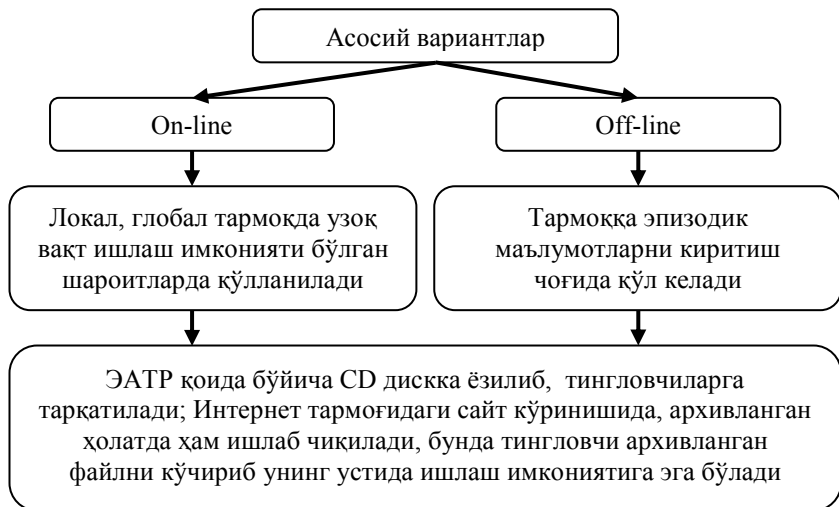 Асосий вариантлар
On-line
Off-line
Локал, глобал тармоқда узоқ
вақт ишлаш имконияти бўлган
шароитларда қўлланилади
Тармоққа эпизодик
маълумотларни киритиш
чоғида қўл келади
ЭАТР қоида бўйича CD дискка ёзилиб, тингловчиларга
тарқатилади; Интернет тармоғидаги сайт кўринишида, архивланган
ҳолатда ҳам ишлаб чиқилади, бунда тингловчи архивланган
файлни кўчириб унинг устида ишлаш имкониятига эга бўлади